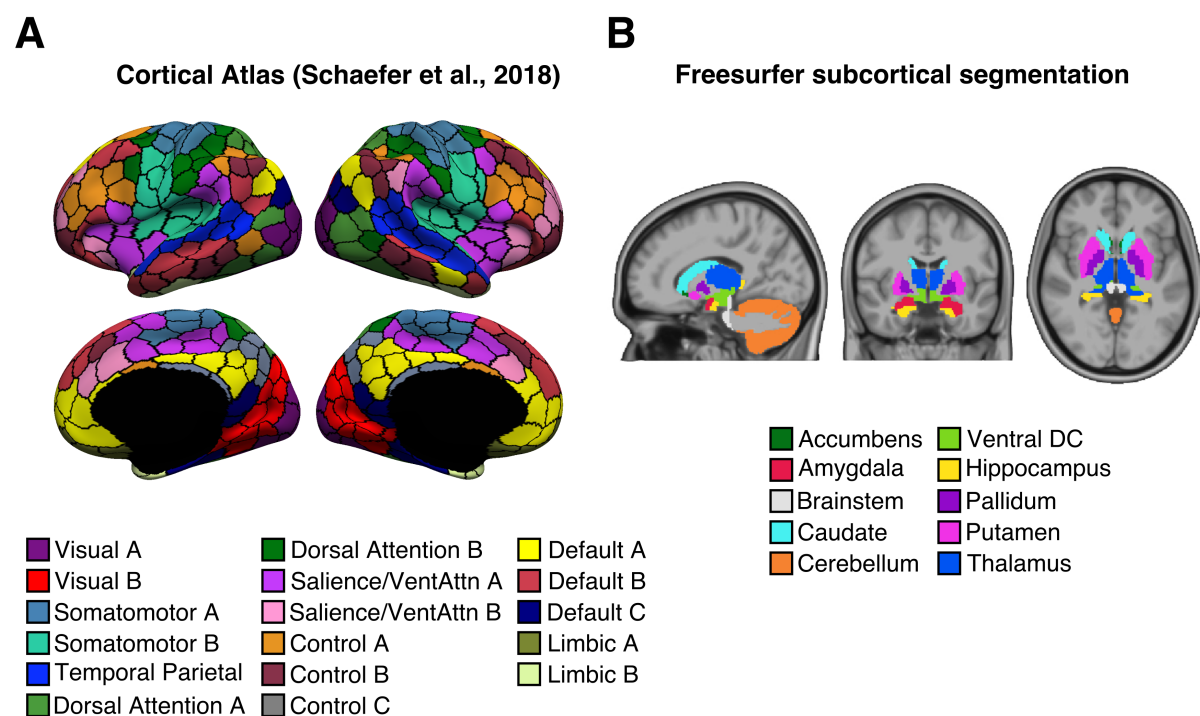 A
Cortical Atlas (Schaefer et al., 2018)
Visual A
Visual B
Somatomotor A
Somatomotor B
Temporal Parietal
Dorsal Attention A
Dorsal Attention B
Salience/VentAttn A
Salience/VentAttn B
Control A
Control B
Control C
Default A
Default B
Default C
Limbic A
Limbic B
B
Freesurfer subcortical segmentation
Accumbens
Amygdala
Brainstem
Caudate
Cerebellum
Ventral DC
Hippocampus
Pallidum
Putamen
Thalamus